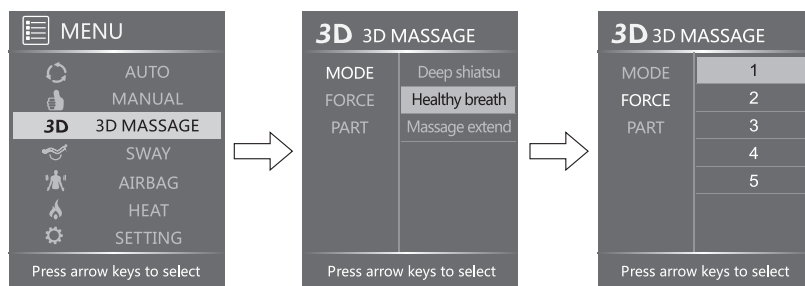 MENU
AUTO
MANUAL
3D 3D MASSAGE
SWAY
AIRBAG
HEAT
SETTING
Press arrow keys to select
3D 3D MASSAGE
MODE Deep shiatsu
FORCE Healthy breath
PART Massage extend
Press arrow keys to select
3D 3D MASSAGE
MODE 1
FORCE 2
PART 3
4
5
Press arrow keys to select